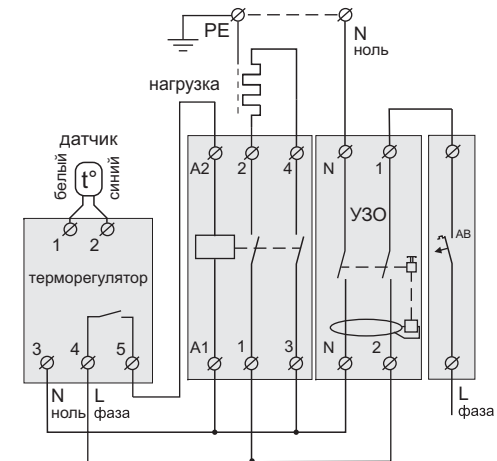 PE
N
ноль
нагрузка
датчик
белый
t°
синий
A2
2
4
N
1
УЗО
АВ
1
2
терморегулятор
3
4
5
A1
1
3
N
2
N
ноль
L
фаза
L
фаза